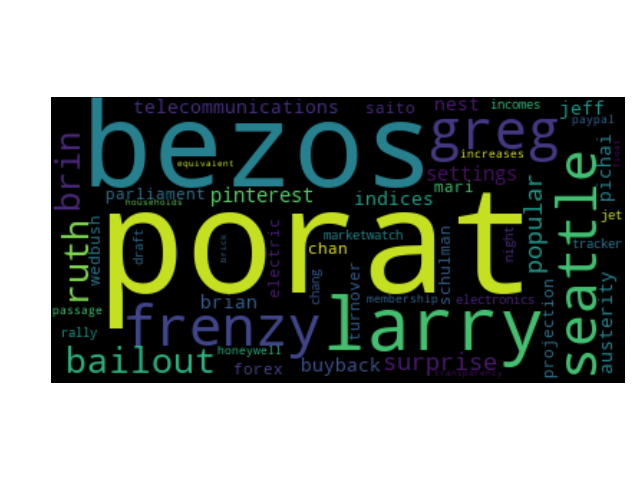 telecommunications
saito
nest
incomes
jeff
paypal
bezos
greg
brin
equivalent
increases
settings
pichai
parliament
pinterest
indices
mari
households
porat
popular
seattle
ruth
wedbush
draft
brick
electric
marketwatch
chan
schulman
night
jet
tracker
chang
turnover
brian
membership
electronics
projection
austerity
passage
frenzy
larry
rally
bailout
honeywell
forex
buyback
surprise
transparency